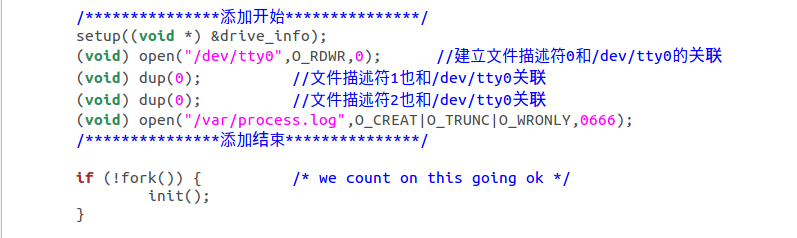 /***************添加开始***************/
setup((void *) &drive_info);
(void) open("/dev/tty0",O_RDWR,0); //建立文件描述符0和/dev/tty0的关联
(void) dup(0); //文件描述符1也和/dev/tty0关联
(void) dup(0); //文件描述符2也和/dev/tty0关联
(void) open("/var/process.log",O_CREAT|O_TRUNC|O_WRONLY,0666);
/***************添加结束***************/
if (!fork()) { /* we count on this going ok */
init();
}